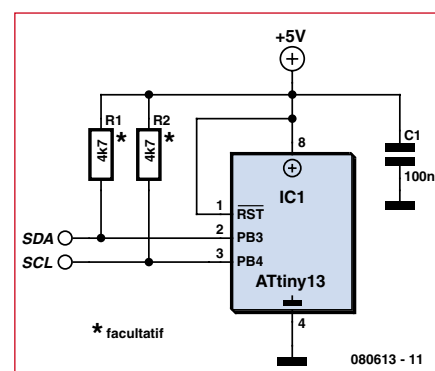 +5V
R1
R2
*
*
4k7
4k7
C1
100n
8
IC1
1
RST
SDA
2
PB3
SCL
3
PB4
ATtiny13
* facultatif
4
080613 - 11